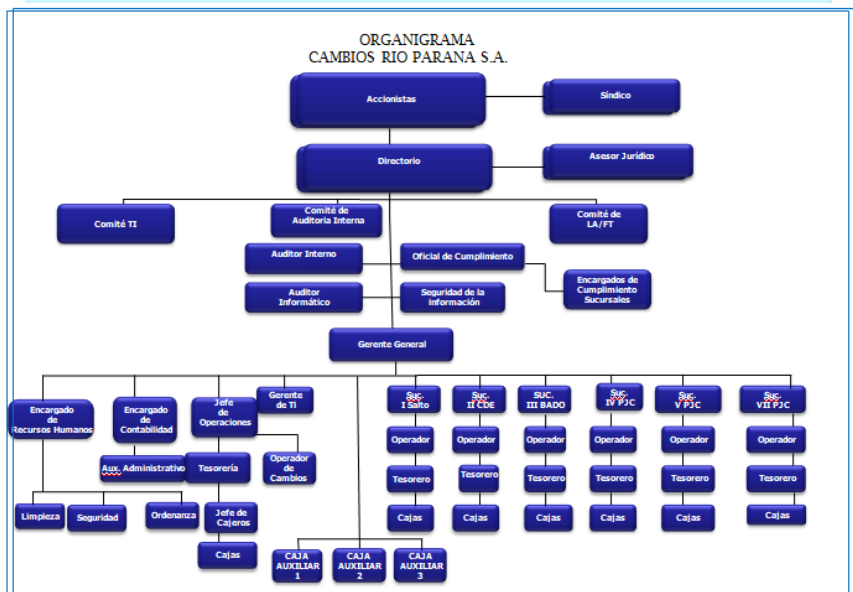 ORGANIGRAMA
CAMBIOS RIO PARANA S.A.
Accionistas
Síndico
Directorio
Asesor Jurídico
Comité TI
Comité de
Auditoria Interna
Comité de
LA/FT
Auditor Interno
Oficial de Cumplimiento
Encargados de
Cumplimiento
Sucursales
Auditor
Informático
Seguridad de la
información
Gerente General
Encargado
de
Recursos Humanos
Encargado
de
Contabilidad
Jefe
de
Operaciones
Gerente
de Ti
Suc.
I Salto
Suc.
II CDE
SUC.
III BADO
Suc.
IV PJC
Suc.
V PJC
Suc.
VII PJC
Operador
Operador
Operador
Operador
Operador
Operador
Aux. Administrativo
Tesorería
Operador
de
Cambios
Tesorero
Tesorero
Tesorero
Tesorero
Tesorero
Tesorero
Limpieza
Seguridad
Ordenanza
Jefe de
Cajeros
Cajas
Cajas
Cajas
Cajas
Cajas
Cajas
Cajas
CAJA
AUXILIAR
1
CAJA
AUXILIAR
2
CAJA
AUXILIAR
3